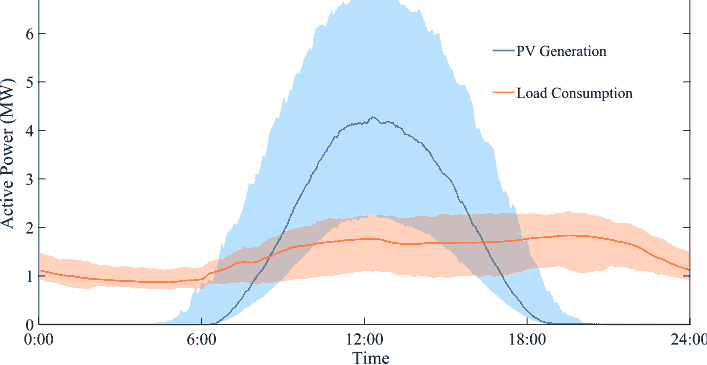 6
PV Generation
5
Load Consumption
4
3
2
1
0
Active Power (MW)
0:00 6:00 12:00 18:00 24:00
Time